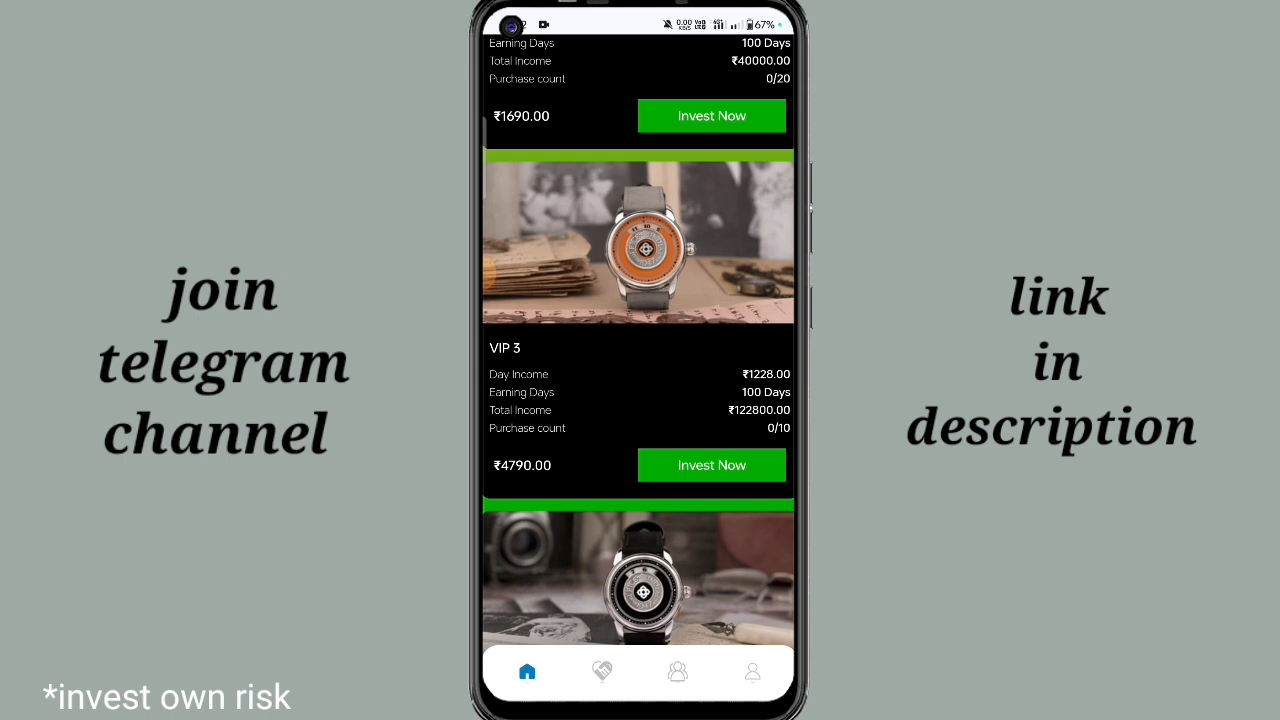 67%
Earning Days 100 Days
Total Income ₹40000.00
Purchase count 0/20
₹1690.00 Invest Now
VIP 3
Day Income ₹1228.00
Earning Days 100 Days
Total Income ₹122800.00
Purchase count 0/10
₹4790.00 Invest Now
join
telegram
channel
link
in
description
*invest own risk